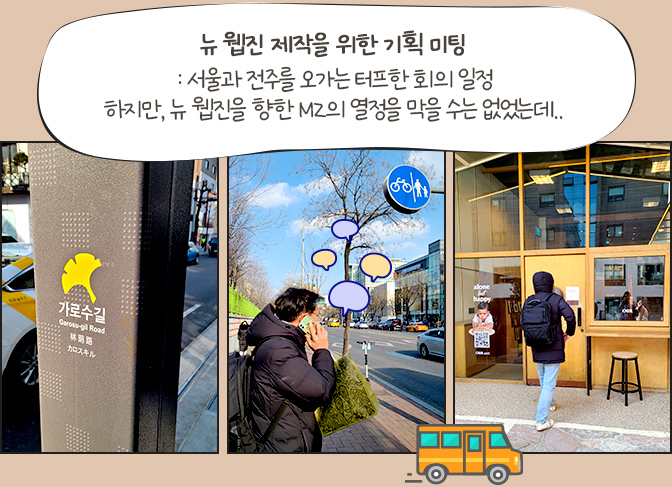 뉴 웹진 제작을 위한 기획 미팅
: 서울과 전주를 오가는 터프한 회의 일정
하지만, 뉴 웹진을 향한 MZ의 열정을 막을 수는 없었는데..
가로수길
Garosu-gil Road
林蔭路
カロスキル
alone
but
happy